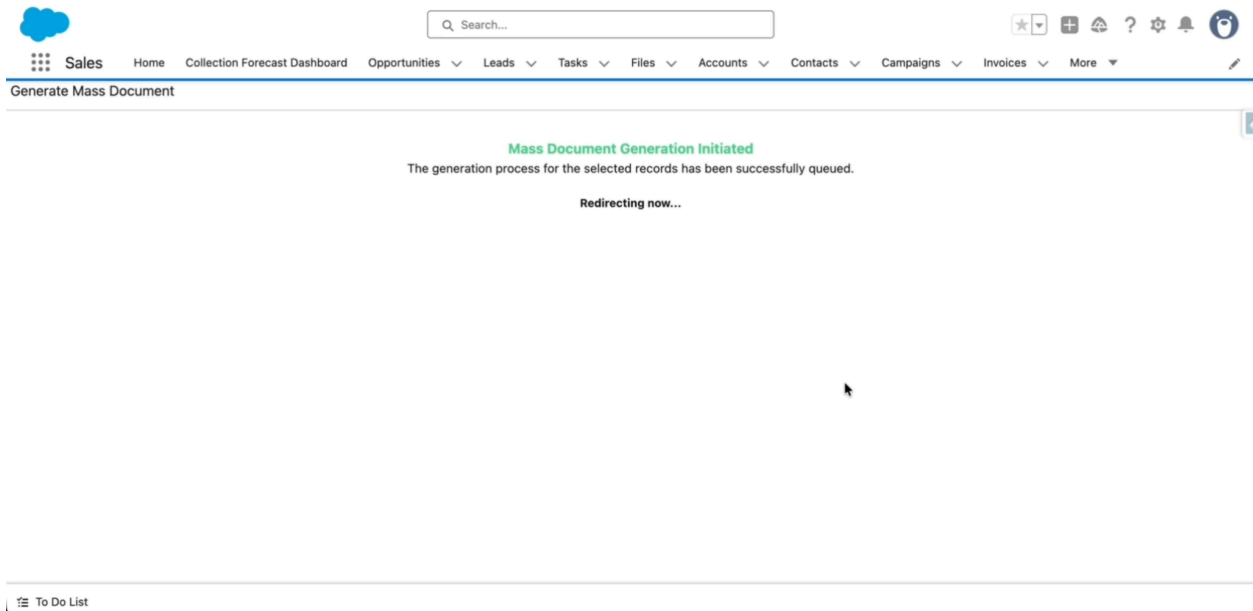 Search...
Sales Home Collection Forecast Dashboard Opportunities Leads Tasks Files Accounts Contacts Campaigns Invoices More
Generate Mass Document
Mass Document Generation Initiated
The generation process for the selected records has been successfully queued.
Redirecting now...
To Do List